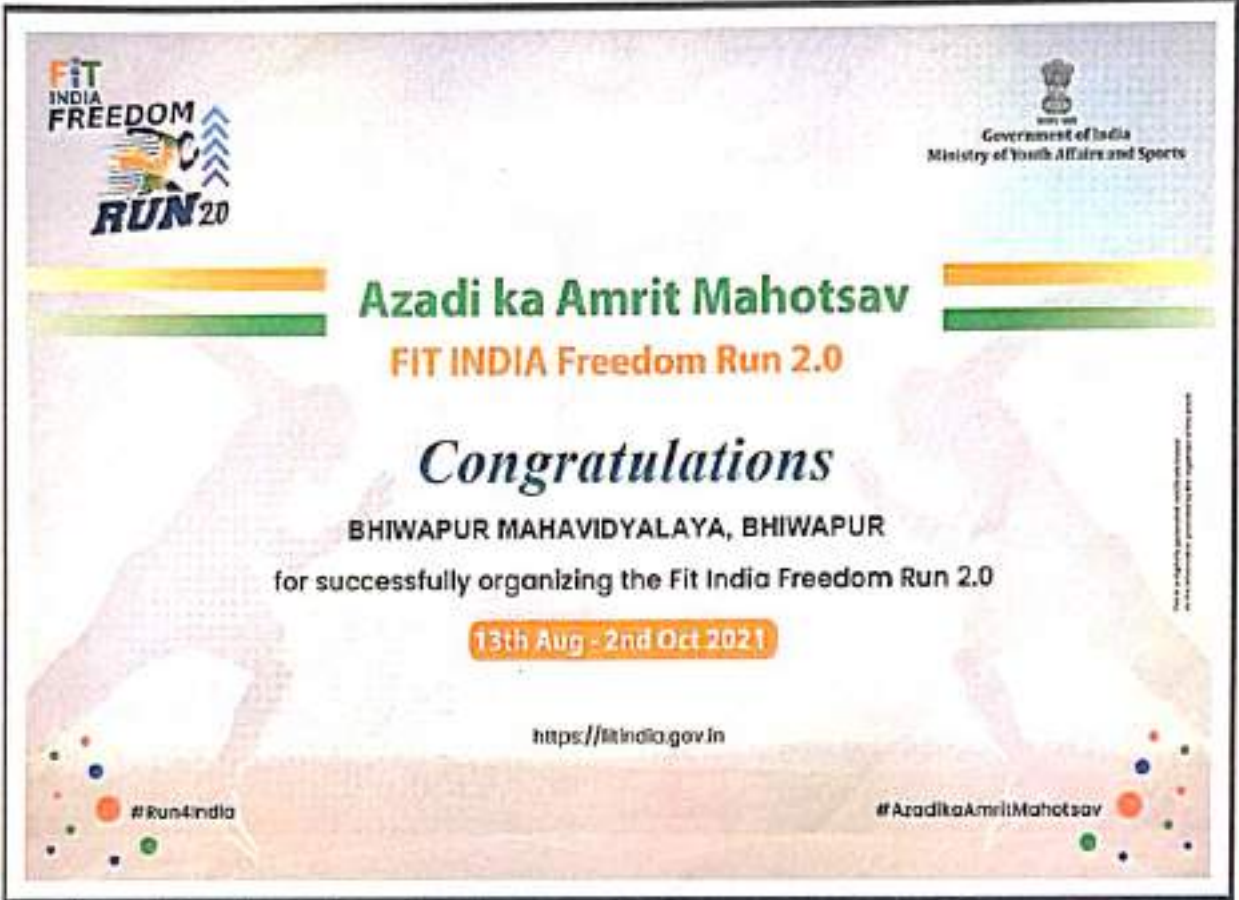 FiT
INDIA
FREEDOM
RUN 2.0
Government of India
Ministry of Youth Affairs and Sports
Azadi ka Amrit Mahotsav
FIT INDIA Freedom Run 2.0
Congratulations
BHIWAPUR MAHAVIDYALAYA, BHIWAPUR
for successfully organizing the Fit India Freedom Run 2.0
13th Aug - 2nd Oct 2021
https://fitindia.gov.in
#Run4India
#AzadikaAmritMahotsav